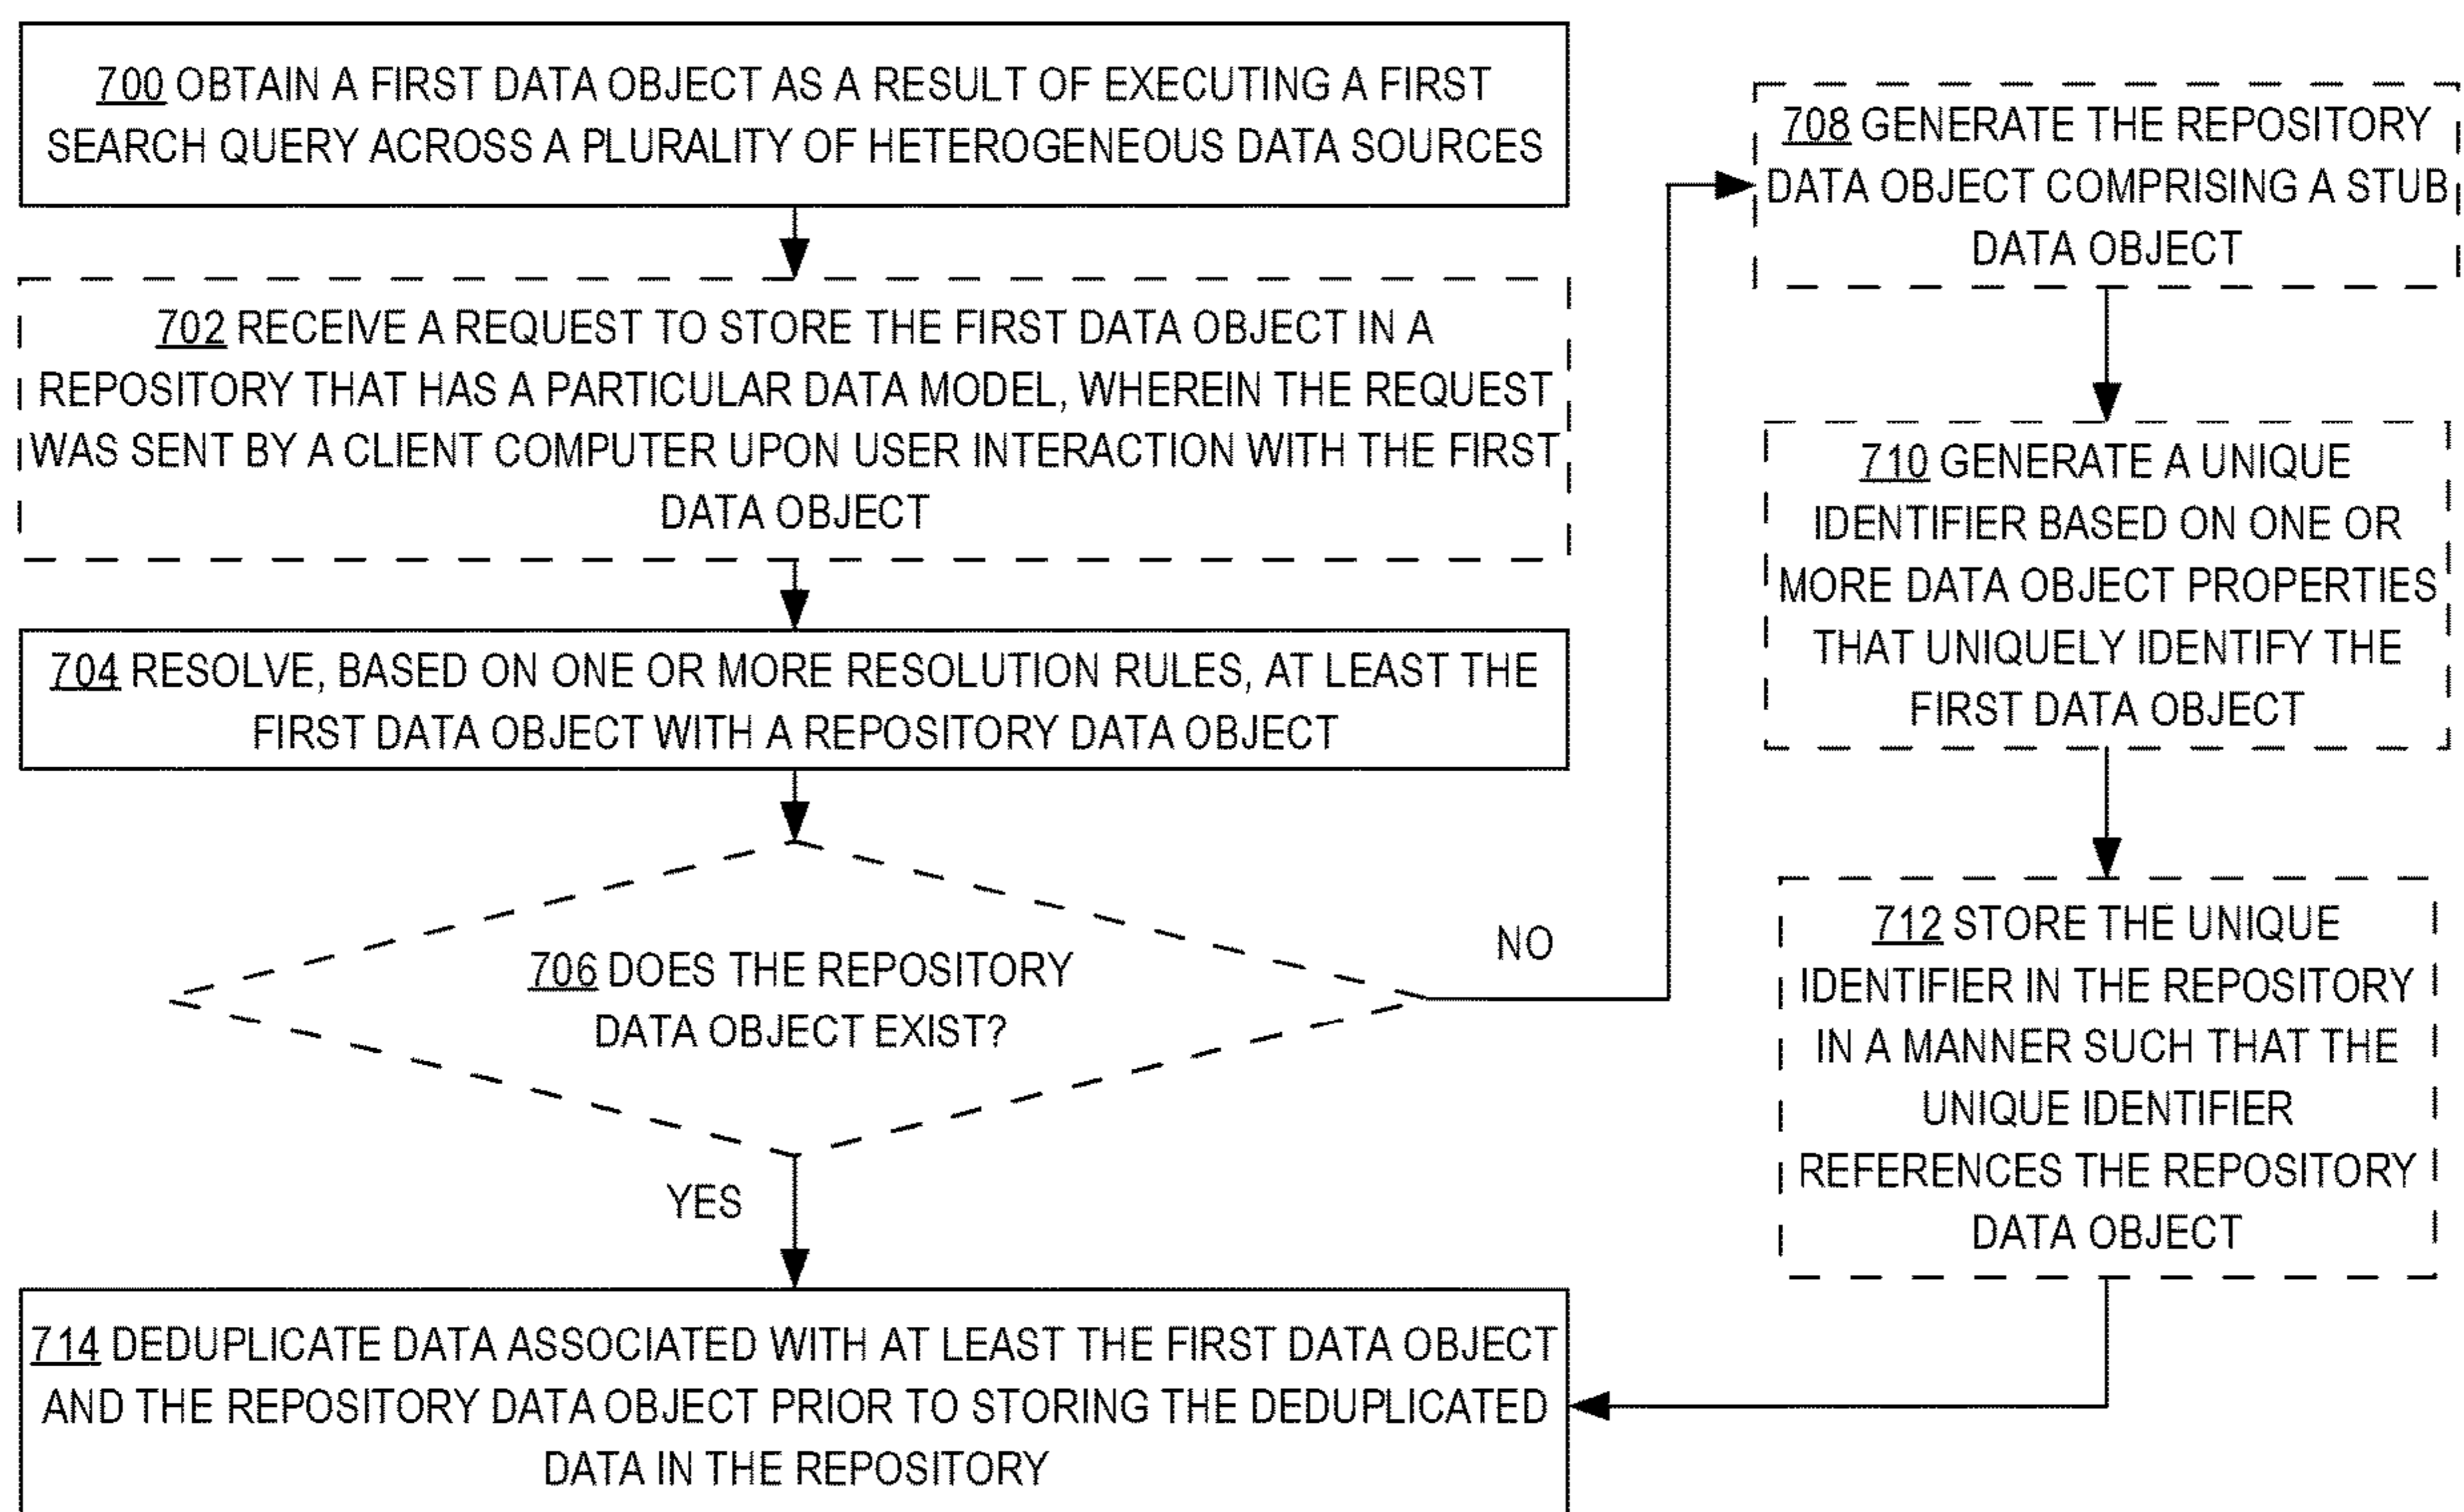 700 OBTAIN A FIRST DATA OBJECT AS A RESULT OF EXECUTING A FIRST
SEARCH QUERY ACROSS A PLURALITY OF HETEROGENEOUS DATA SOURCES
702 RECEIVE A REQUEST TO STORE THE FIRST DATA OBJECT IN A
REPOSITORY THAT HAS A PARTICULAR DATA MODEL, WHEREIN THE REQUEST
WAS SENT BY A CLIENT COMPUTER UPON USER INTERACTION WITH THE FIRST
DATA OBJECT
704 RESOLVE, BASED ON ONE OR MORE RESOLUTION RULES, AT LEAST THE
FIRST DATA OBJECT WITH A REPOSITORY DATA OBJECT
706 DOES THE REPOSITORY
DATA OBJECT EXIST?
NO
YES
708 GENERATE THE REPOSITORY
DATA OBJECT COMPRISING A STUB
DATA OBJECT
710 GENERATE A UNIQUE
IDENTIFIER BASED ON ONE OR
MORE DATA OBJECT PROPERTIES
THAT UNIQUELY IDENTIFY THE
FIRST DATA OBJECT
712 STORE THE UNIQUE
IDENTIFIER IN THE REPOSITORY
IN A MANNER SUCH THAT THE
UNIQUE IDENTIFIER
REFERENCES THE REPOSITORY
DATA OBJECT
714 DEDUPLICATE DATA ASSOCIATED WITH AT LEAST THE FIRST DATA OBJECT
AND THE REPOSITORY DATA OBJECT PRIOR TO STORING THE DEDUPLICATED
DATA IN THE REPOSITORY